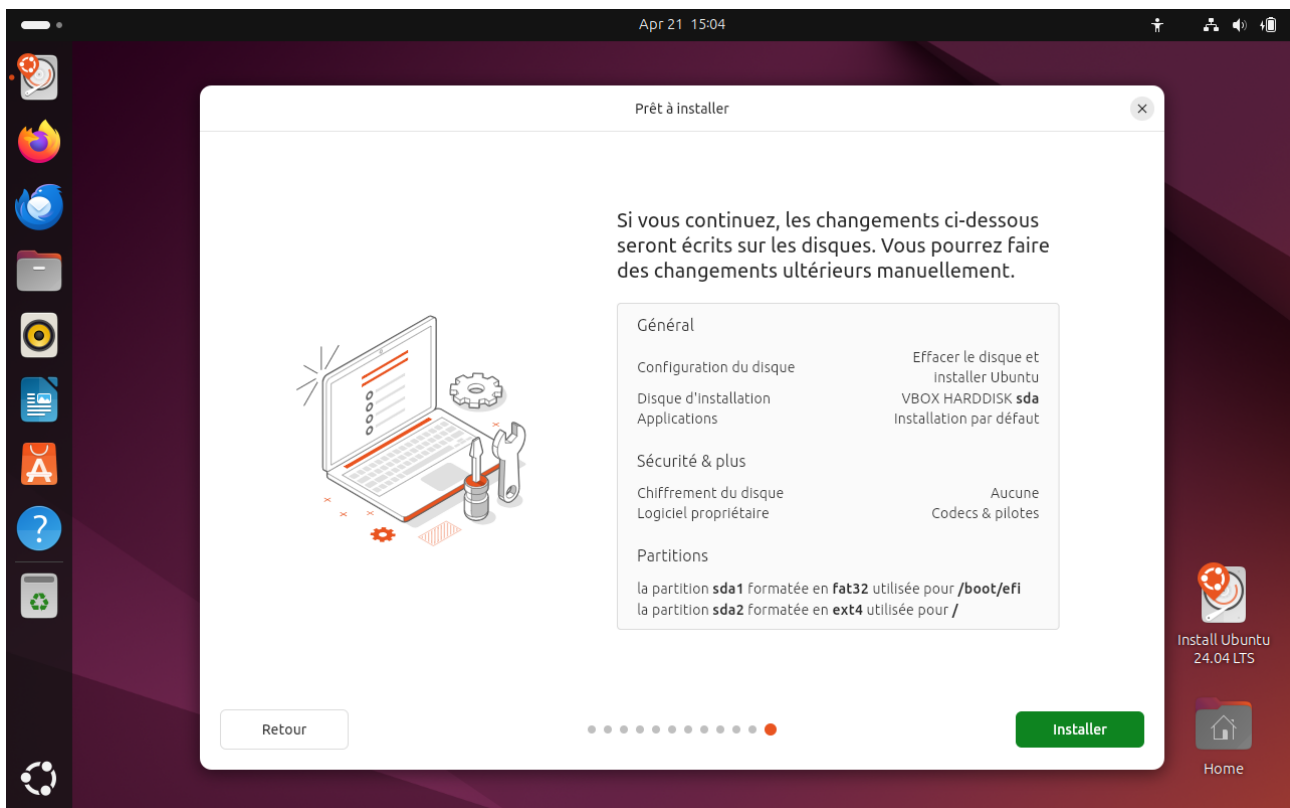 Apr 21 15:04
Prêt à installer
Si vous continuez, les changements ci-dessous
seront écrits sur les disques. Vous pourrez faire
des changements ultérieurs manuellement.
Général
Configuration du disque
Effacer le disque et
installer Ubuntu
Disque d'installation VBOX HARDDISK sda
Applications Installation par défaut
Sécurité & plus
Chiffrement du disque Aucune
Logiciel propriétaire Codecs & pilotes
Partitions
la partition sda1 formatée en fat32 utilisée pour /boot/efi
la partition sda2 formatée en ext4 utilisée pour /
Retour
Installer
Install Ubuntu
24.04 LTS
Home